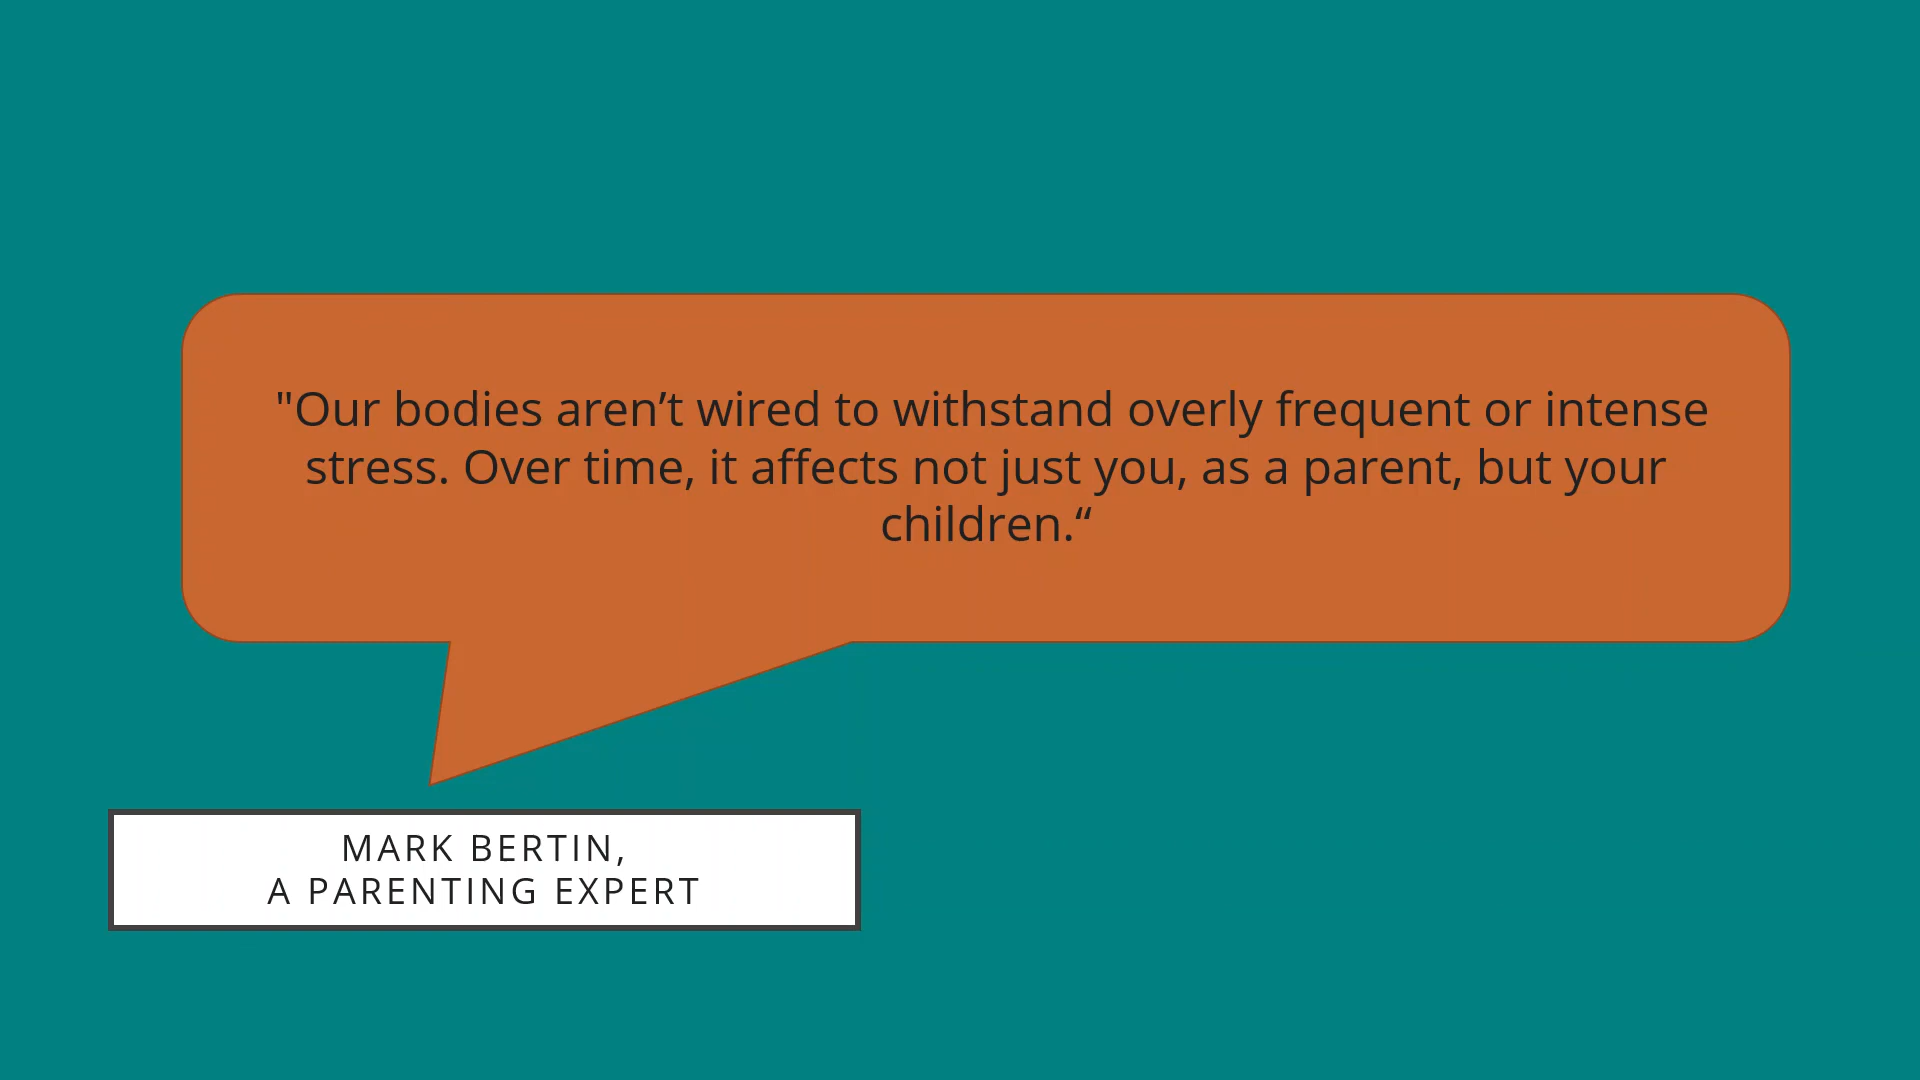 "Our bodies aren’t wired to withstand overly frequent or intense
stress. Over time, it affects not just you, as a parent, but your
children.“
MARK BERTIN,
A PARENTING EXPERT